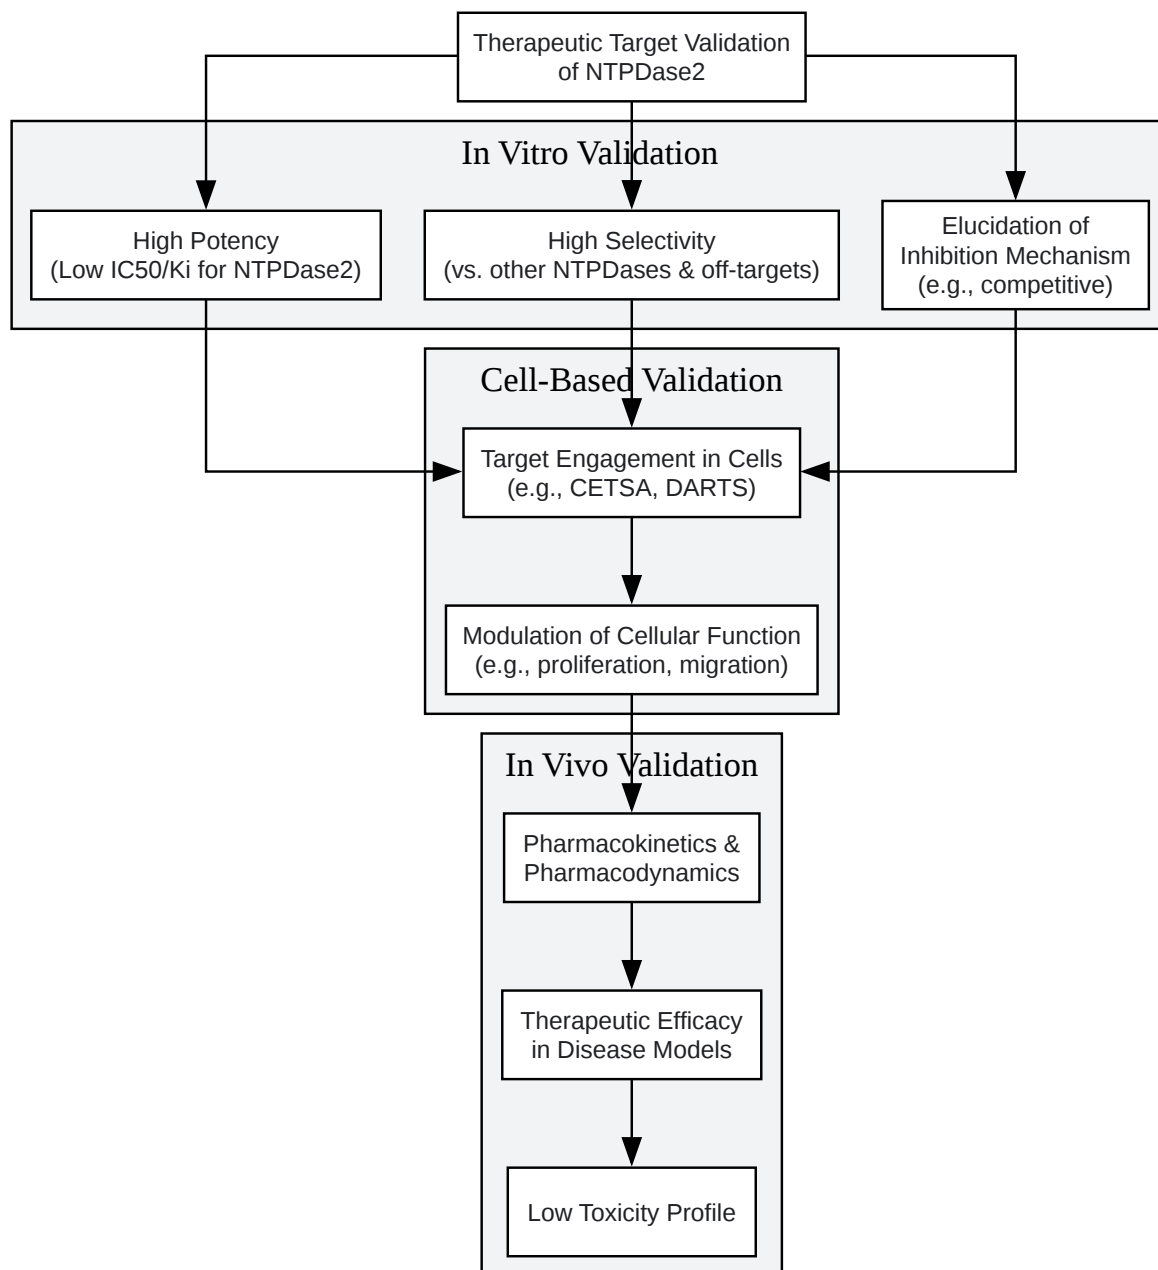 Therapeutic Target Validation
of NTPDase2
In Vitro Validation
High Potency
(Low IC50/Ki for NTPDase2)
High Selectivity
(vs. other NTPDases & off-targets)
Elucidation of
Inhibition Mechanism
(e.g., competitive)
Cell-Based Validation
Target Engagement in Cells
(e.g., CETSA, DARTS)
Modulation of Cellular Function
(e.g., proliferation, migration)
In Vivo Validation
Pharmacokinetics &
Pharmacodynamics
Therapeutic Efficacy
in Disease Models
Low Toxicity Profile